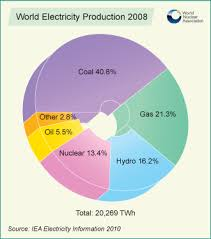 World Electricity Production 2008
World
Nuclear
Association
Coal 40.8%
Gas 21.3%
Other 2.8%
Oil 5.5%
Nuclear 13.4%
Hydro 16.2%
Total: 20,269 TWh
Source: IEA Electricity Information 2010